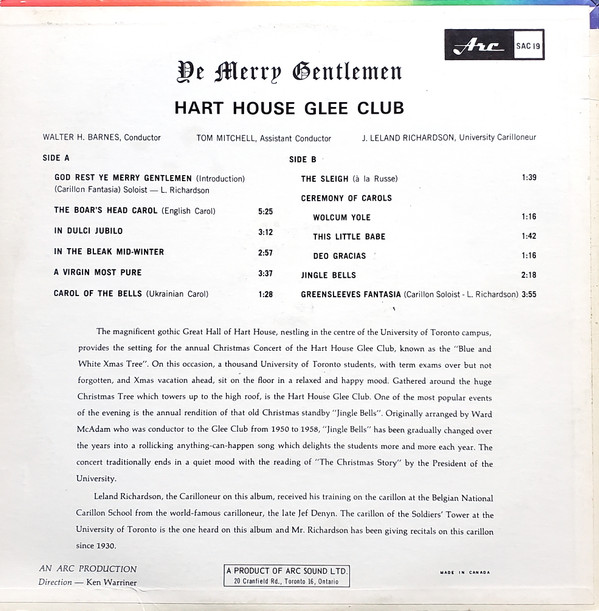 Arc SAC 19
Ye Merry Gentlemen
HART HOUSE GLEE CLUB
WALTER H. BARNES, Conductor TOM MITCHELL, Assistant Conductor J. LELAND RICHARDSON, University Carilloneur
SIDE A
GOD REST YE MERRY GENTLEMEN (Introduction)
(Carillon Fantasia) Soloist — L. Richardson
THE BOAR'S HEAD CAROL (English Carol) 5:25
IN DULCI JUBILO 3:12
IN THE BLEAK MID-WINTER 2:57
A VIRGIN MOST PURE 3:37
CAROL OF THE BELLS (Ukrainian Carol) 1:28
SIDE B
THE SLEIGH (à la Russe) 1:39
CEREMONY OF CAROLS
WOLCUM YOLE 1:16
THIS LITTLE BABE 1:42
DEO GRACIAS 1:16
JINGLE BELLS 2:18
GREENSLEEVES FANTASIA (Carillon Soloist - L. Richardson) 3:55
The magnificent gothic Great Hall of Hart House, nestling in the centre of the University of Toronto campus,
provides the setting for the annual Christmas Concert of the Hart House Glee Club, known as the "Blue and
White Xmas Tree". On this occasion, a thousand University of Toronto students, with term exams over but not
forgotten, and Xmas vacation ahead, sit on the floor in a relaxed and happy mood. Gathered around the huge
Christmas Tree which towers up to the high roof, is the Hart House Glee Club. One of the most popular events
of the evening is the annual rendition of that old Christmas standby "Jingle Bells". Originally arranged by Ward
McAdam who was conductor to the Glee Club from 1950 to 1958, "Jingle Bells" has been gradually changed over
the years into a rollicking anything-can-happen song which delights the students more and more each year. The
concert traditionally ends in a quiet mood with the reading of "The Christmas Story" by the President of the
University.
Leland Richardson, the Carilloneur on this album, received his training on the carillon at the Belgian National
Carillon School from the world-famous carilloneur, the late Jef Denyn. The carillon of the Soldiers' Tower at the
University of Toronto is the one heard on this album and Mr. Richardson has been giving recitals on this carillon
since 1930.
AN ARC PRODUCTION
Direction — Ken Warriner
A PRODUCT OF ARC SOUND LTD.
20 Cranfield Rd., Toronto 16, Ontario
MADE IN CANADA